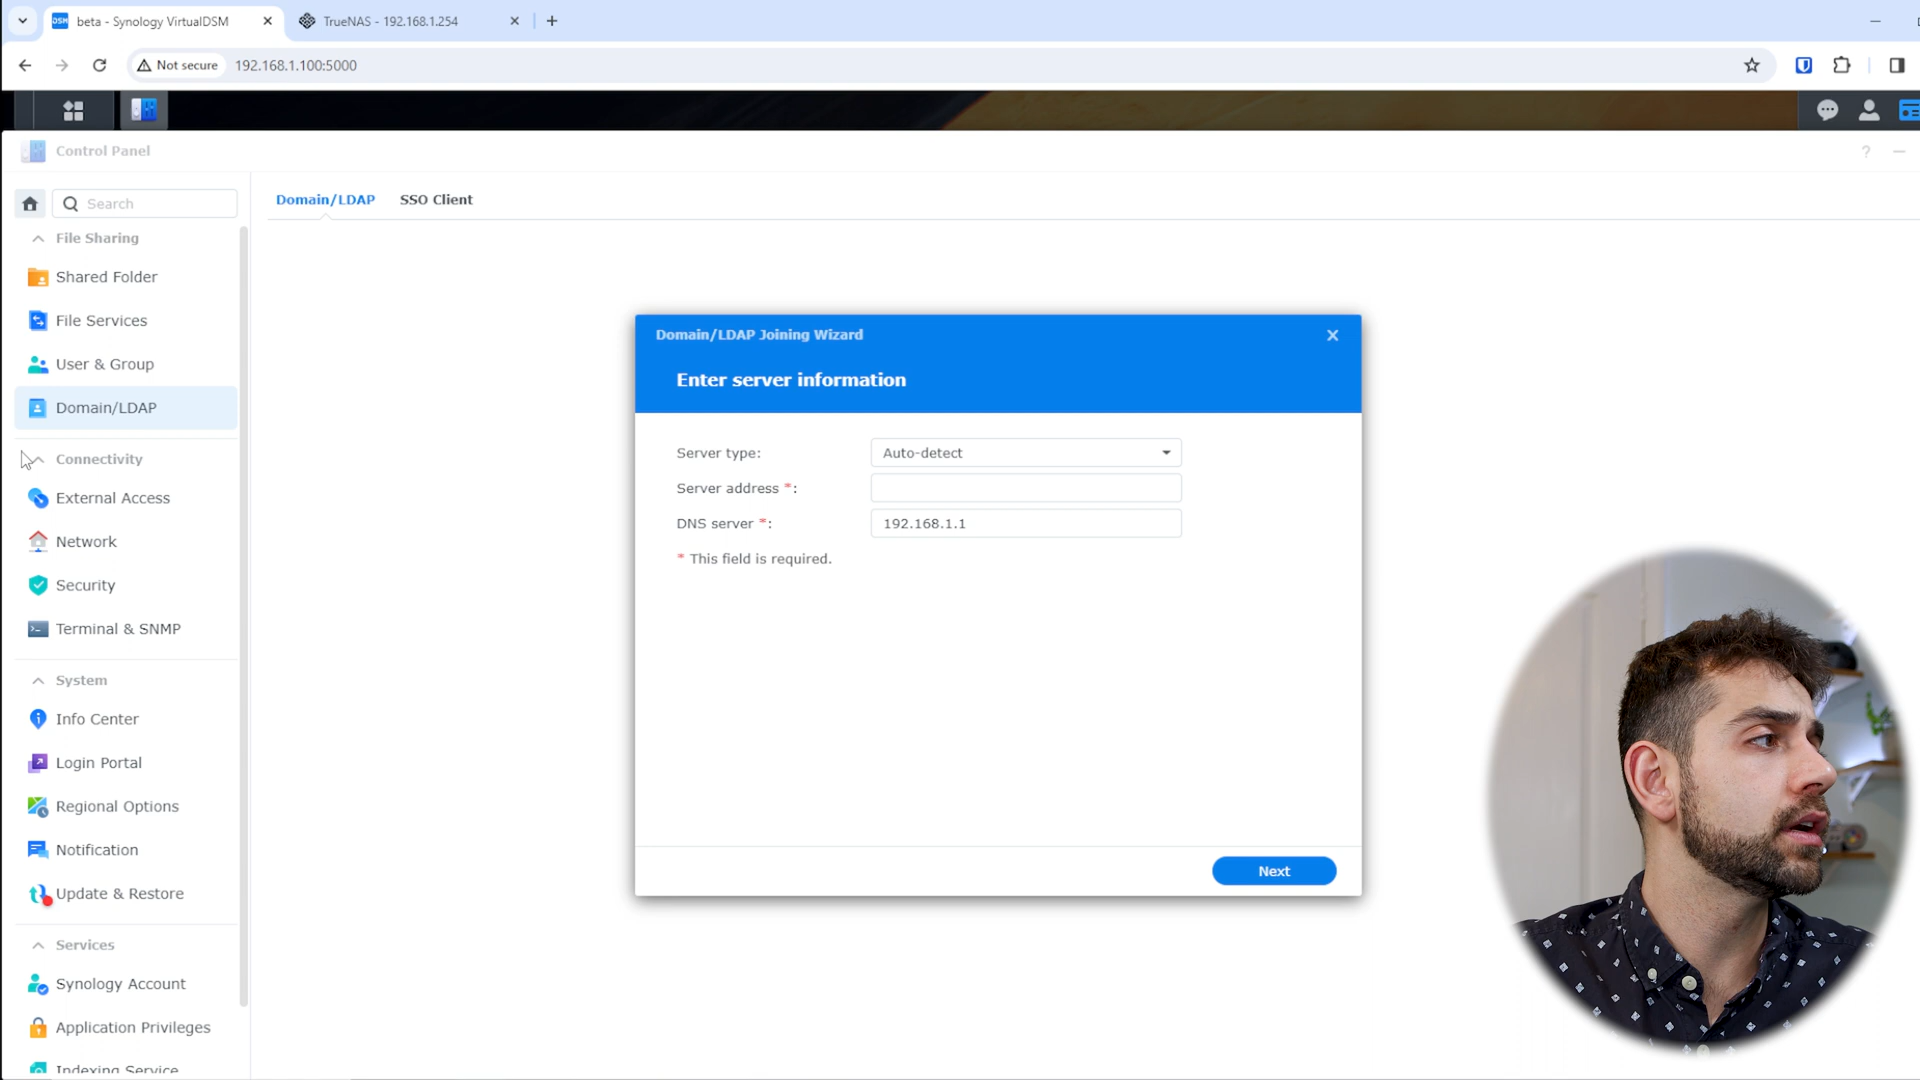 beta - Synology VirtualDSM
TrueNAS - 192.168.1.254
Not secure
192.168.1.100:5000
Control Panel
Search
File Sharing
Shared Folder
File Services
User & Group
Domain/LDAP
Connectivity
External Access
Network
Security
Terminal & SNMP
System
Info Center
Login Portal
Regional Options
Notification
Update & Restore
Services
Synology Account
Application Privileges
Indexing Service
Domain/LDAP
SSO Client
Domain/LDAP Joining Wizard
Enter server information
Server type:
Auto-detect
Server address *:
DNS server *:
192.168.1.1
* This field is required.
Next